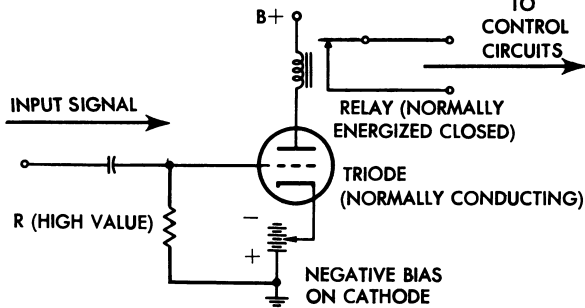 TO
CONTROL
CIRCUITS
B+
INPUT SIGNAL
RELAY (NORMALLY
ENERGIZED CLOSED)
TRIODE
(NORMALLY CONDUCTING)
R (HIGH VALUE)
−
+
NEGATIVE BIAS
ON CATHODE